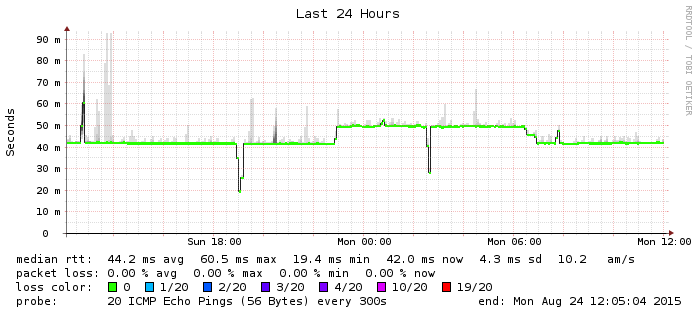 Last 24 Hours
RRDTOOL / TOBI OETIKER
Seconds
90 m
80 m
70 m
60 m
50 m
40 m
30 m
20 m
10 m
0
Sun 18:00 Mon 00:00 Mon 06:00 Mon 12:00
median rtt: 44.2 ms avg 60.5 ms max 19.4 ms min 42.0 ms now 4.3 ms sd 10.2 am/s
packet loss: 0.00 % avg 0.00 % max 0.00 % min 0.00 % now
loss color: 0 1/20 2/20 3/20 4/20 10/20 19/20
probe: 20 ICMP Echo Pings (56 Bytes) every 300s end: Mon Aug 24 12:05:04 2015